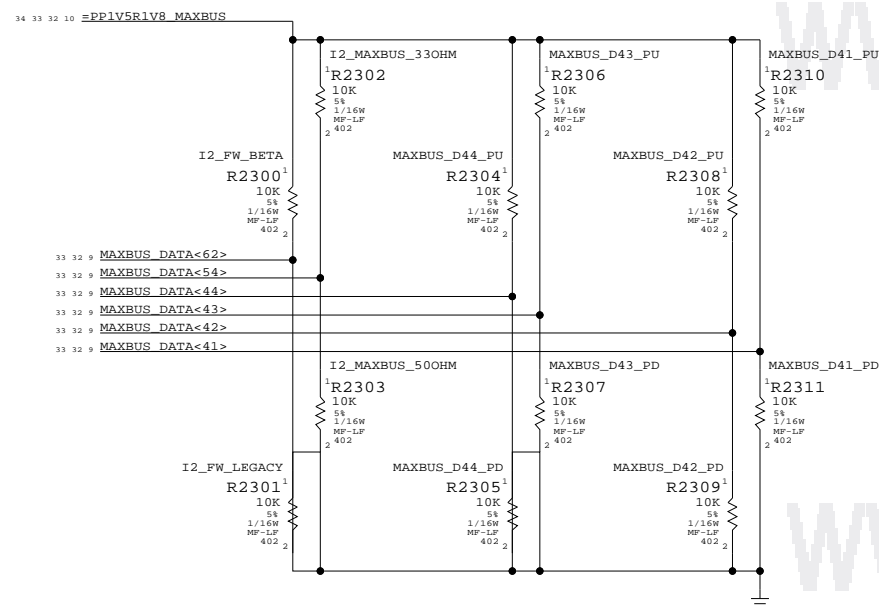 34 33 32 10 =PP1V5R1V8_MAXBUS
I2_MAXBUS_33OHM
1
R2302
10K
5%
1/16W
MF-LF
402
2
MAXBUS_D43_PU
1
R2306
10K
5%
1/16W
MF-LF
402
2
MAXBUS_D41_PU
1
R2310
10K
5%
1/16W
MF-LF
402
2
I2_FW_BETA
R2300
1
10K
5%
1/16W
MF-LF
402
2
MAXBUS_D44_PU
R2304
1
10K
5%
1/16W
MF-LF
402
2
MAXBUS_D42_PU
R2308
1
10K
5%
1/16W
MF-LF
402
2
33 32 9 MAXBUS_DATA<62>
33 32 9 MAXBUS_DATA<54>
33 32 9 MAXBUS_DATA<44>
33 32 9 MAXBUS_DATA<43>
33 32 9 MAXBUS_DATA<42>
33 32 9 MAXBUS_DATA<41>
I2_MAXBUS_50OHM
1
R2303
10K
5%
1/16W
MF-LF
402
2
MAXBUS_D43_PD
1
R2307
10K
5%
1/16W
MF-LF
402
2
MAXBUS_D41_PD
1
R2311
10K
5%
1/16W
MF-LF
402
2
I2_FW_LEGACY
R2301
1
10K
5%
1/16W
MF-LF
402
2
MAXBUS_D44_PD
R2305
1
10K
5%
1/16W
MF-LF
402
2
MAXBUS_D42_PD
R2309
1
10K
5%
1/16W
MF-LF
402
2